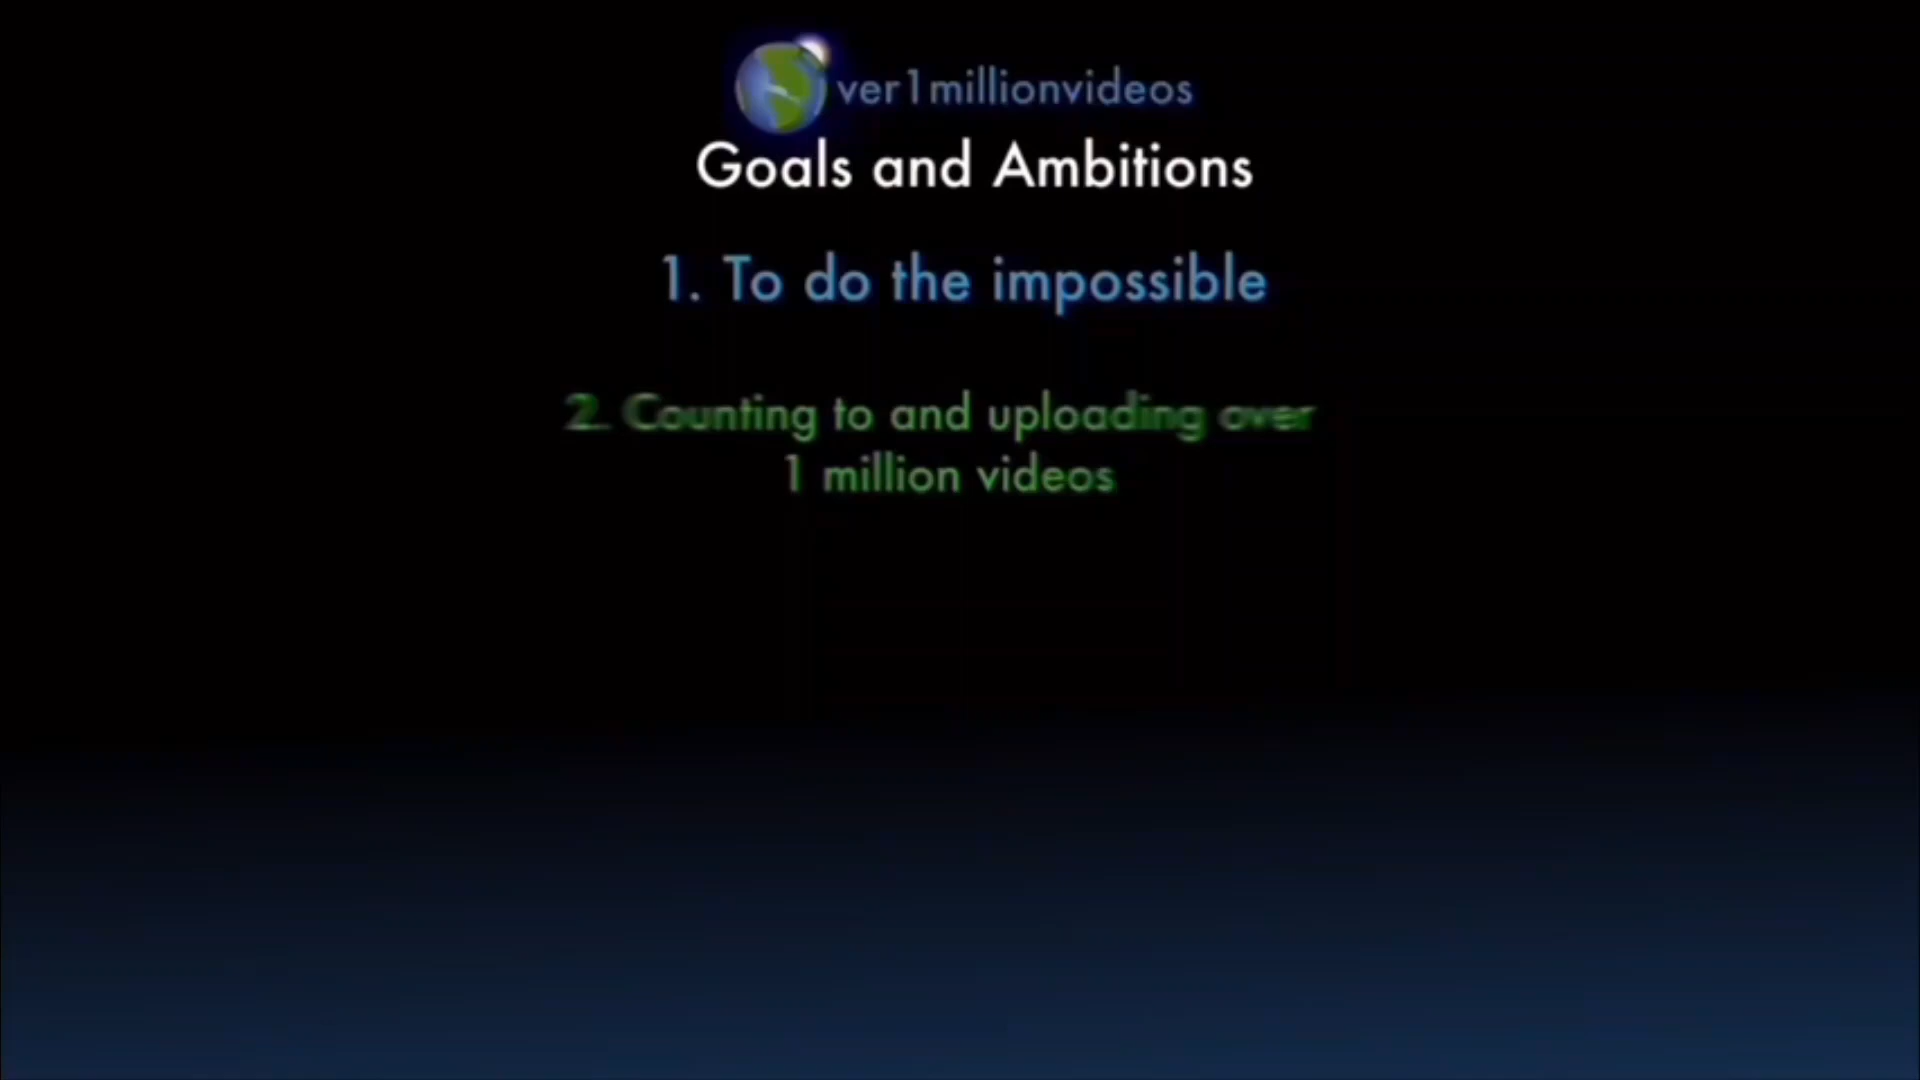 ver1millionvideos
Goals and Ambitions
1. To do the impossible
2. Counting to and uploading over
1 million videos